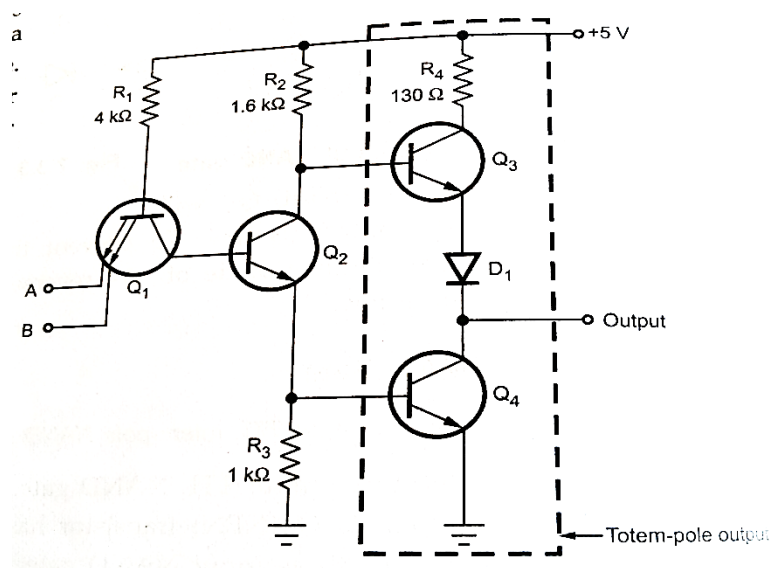 a
+5 V
R1
4 kΩ
R2
1.6 kΩ
R4
130 Ω
Q3
Q2
Q1
D1
A
B
Output
Q4
R3
1 kΩ
Totem-pole output